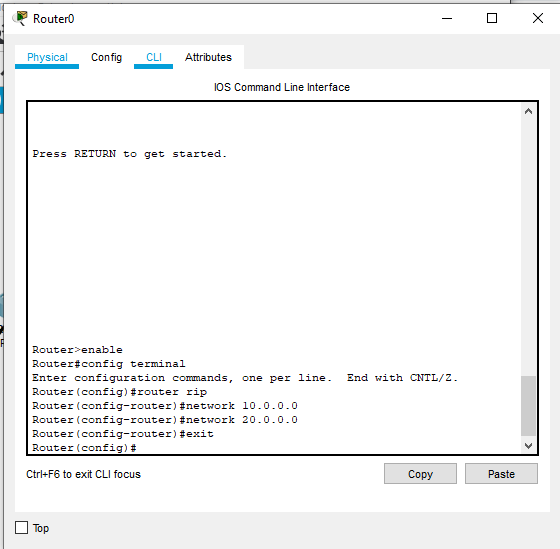 Router0
Physical Config CLI Attributes
IOS Command Line Interface
Press RETURN to get started.
Router>enable
Router#config terminal
Enter configuration commands, one per line.  End with CNTL/Z.
Router(config)#router rip
Router(config-router)#network 10.0.0.0
Router(config-router)#network 20.0.0.0
Router(config-router)#exit
Router(config)#
Ctrl+F6 to exit CLI focus
Copy Paste
Top